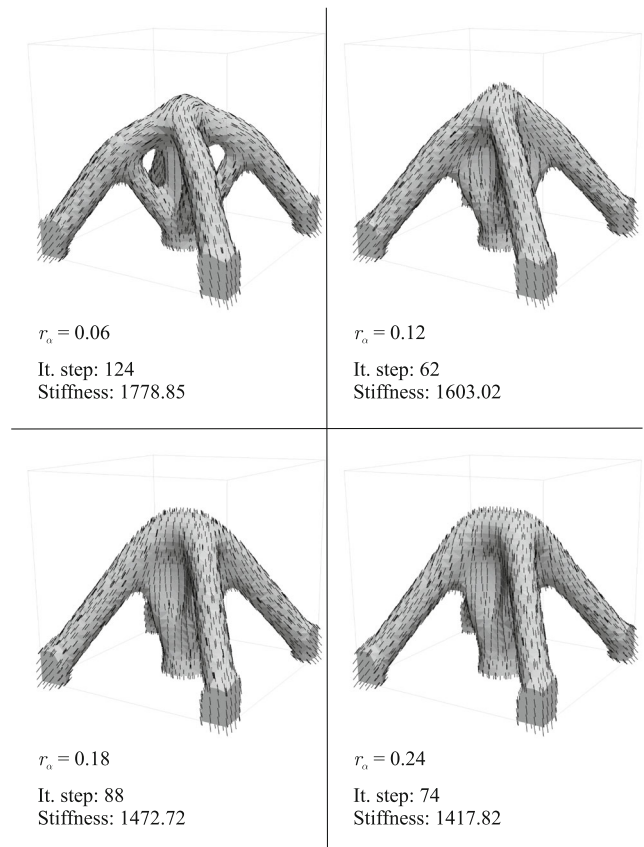 r_α = 0.06
It. step: 124
Stiffness: 1778.85
r_α = 0.12
It. step: 62
Stiffness: 1603.02
r_α = 0.18
It. step: 88
Stiffness: 1472.72
r_α = 0.24
It. step: 74
Stiffness: 1417.82